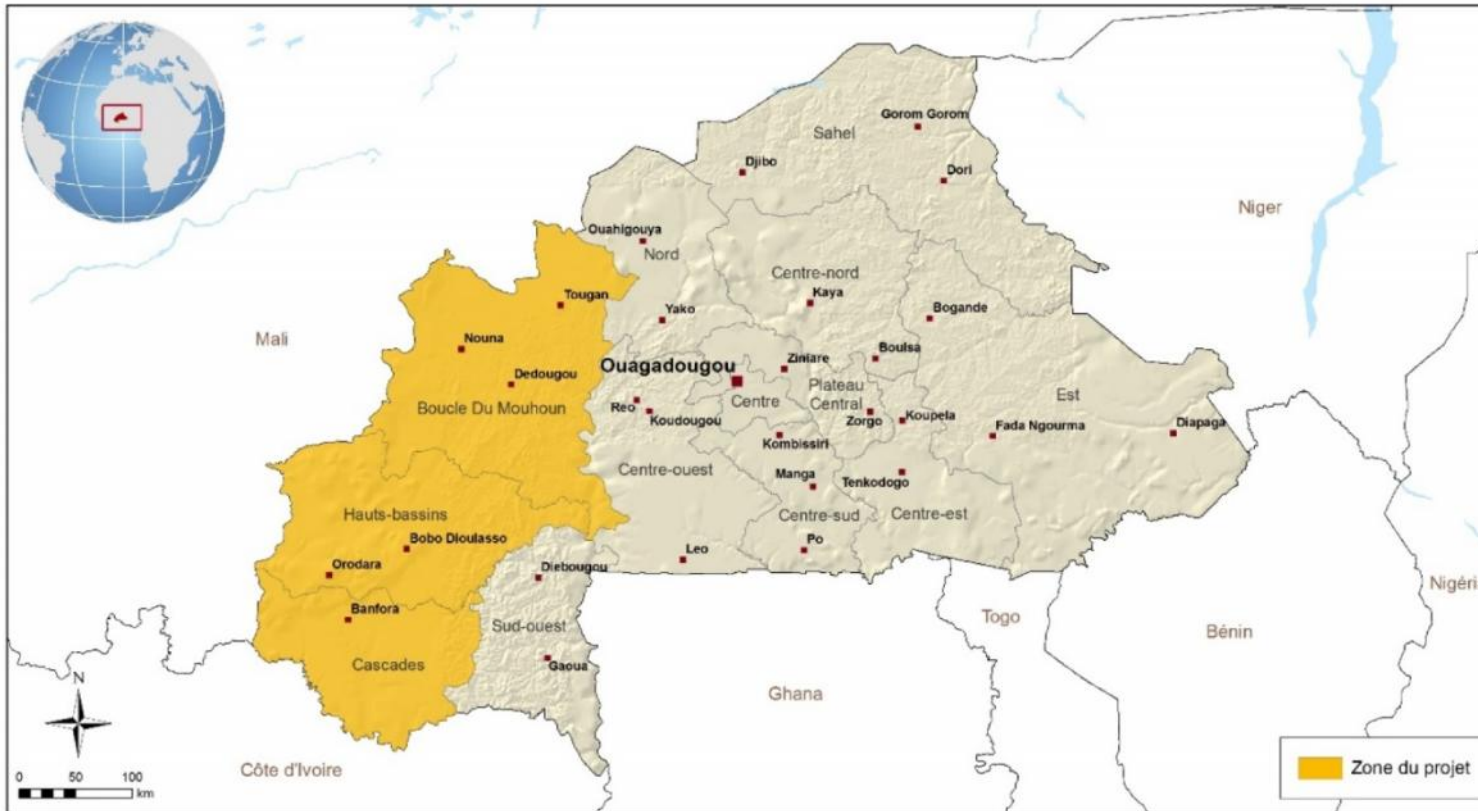 Gorom Gorom
Sahel
Djibo
Dori
Niger
Ouahigouya
Nord
Centre-nord
Kaya
Tougan
Yako
Bogande
Mali
Nouna
Boulsa
Ziniare
Ouagadougou
Dedougou
Plateau
Central
Boucle Du Mouhoun
Reo
Koudougou
Centre
Zorgo
Koupela
Est
Fada Ngourma
Diapaga
Kombissiri
Centre-ouest
Manga
Tenkodogo
Hauts-bassins
Centre-sud
Centre-est
Bobo Dioulasso
Po
Leo
Orodara
Diebougou
Nigéri
Banfora
Togo
Sud-ouest
Bénin
Cascades
Gaoua
N
Ghana
Côte d'Ivoire
Zone du projet
0 50 100
km